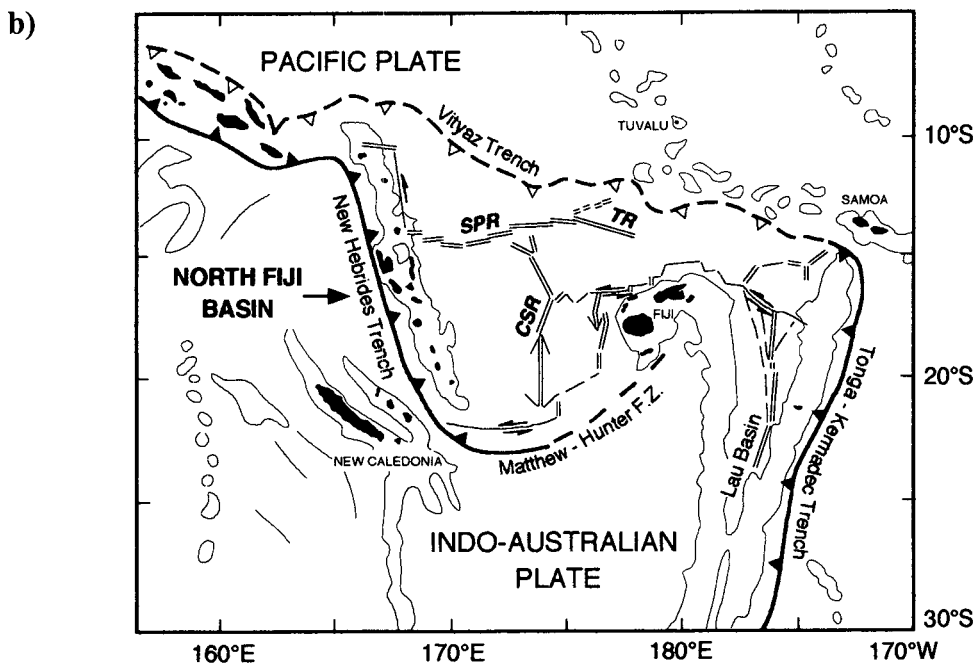 b)
PACIFIC PLATE
Vityaz Trench
TUVALU
10°S
SAMOA
SPR
TR
New Hebrides Trench
NORTH FIJI
BASIN
CSR
FIJI
20°S
Matthew - Hunter F.Z.
Lau Basin
Tonga - Kermadec Trench
NEW CALEDONIA
INDO-AUSTRALIAN
PLATE
30°S
160°E
170°E
180°E
170°W